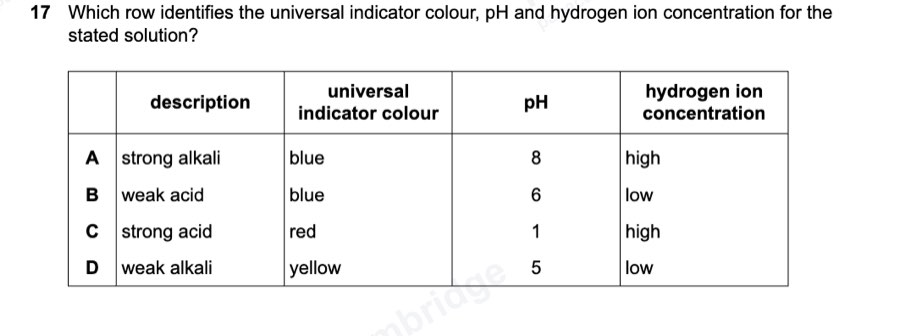 17 Which row identifies the universal indicator colour, pH and hydrogen ion concentration for the
stated solution?
description universal indicator colour pH hydrogen ion concentration
A strong alkali blue 8 high
B weak acid blue 6 low
C strong acid red 1 high
D weak alkali yellow 5 low
mbridge